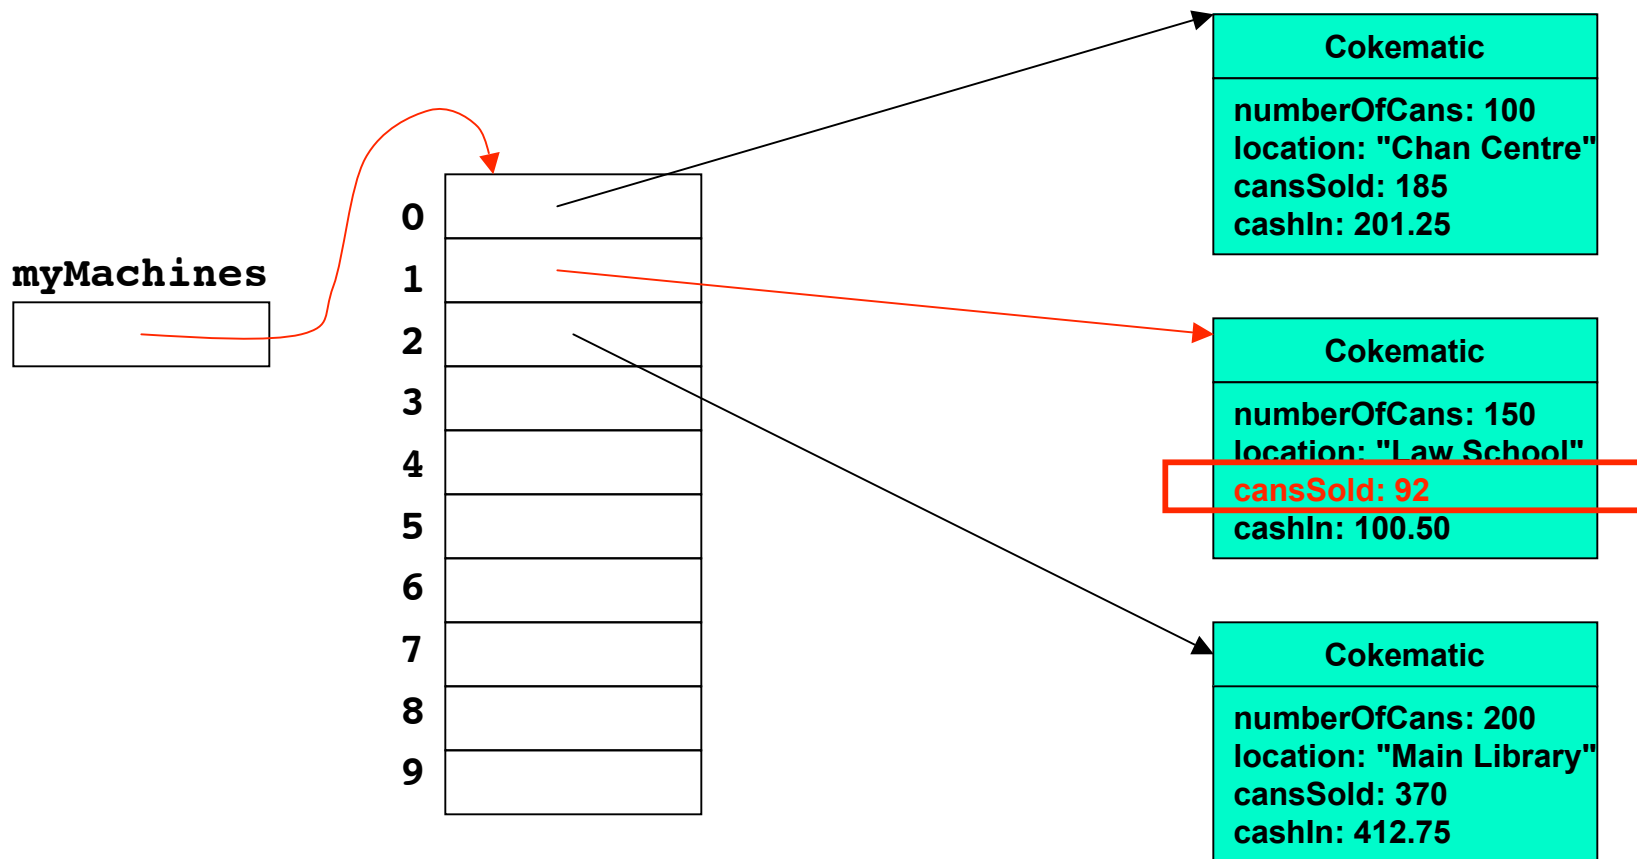 myMachines
0
1
2
3
4
5
6
7
8
9
Cokematic
numberOfCans: 100
location: "Chan Centre"
cansSold: 185
cashIn: 201.25
Cokematic
numberOfCans: 150
location: "Law School"
cansSold: 92
cashIn: 100.50
Cokematic
numberOfCans: 200
location: "Main Library"
cansSold: 370
cashIn: 412.75